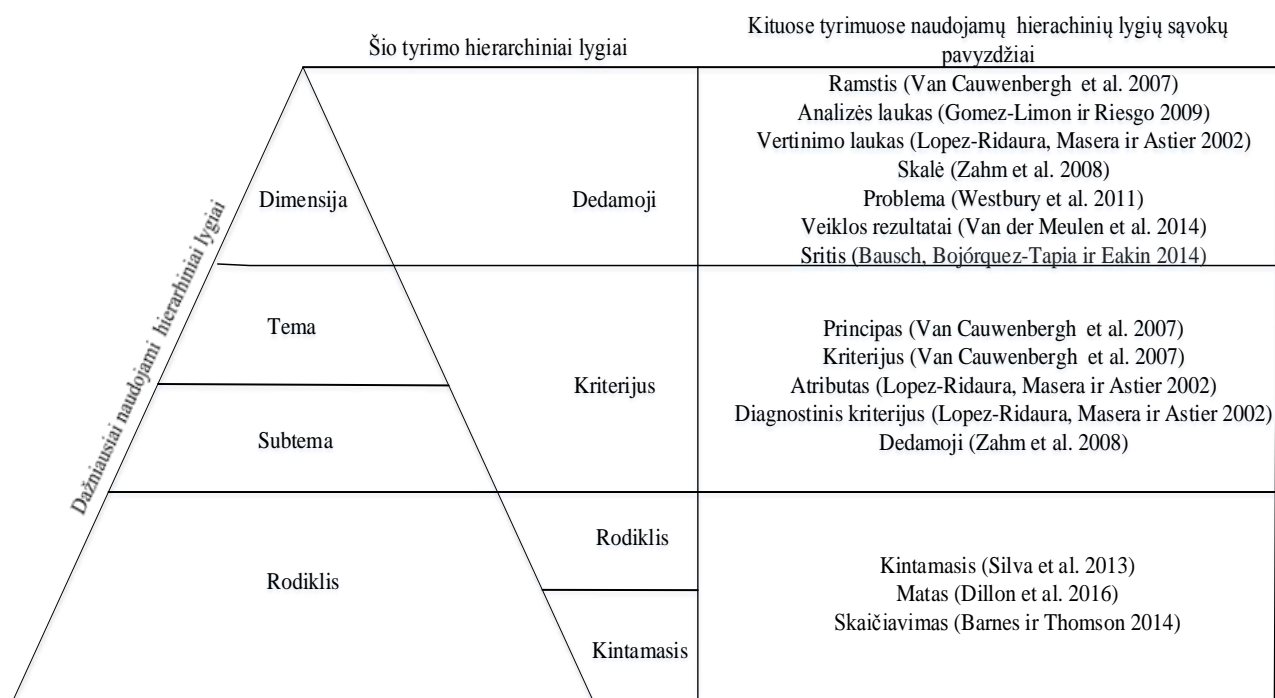 Kituose tyrimuose naudojamų hierachinių lygių sąvokų
pavyzdžiai
Šio tyrimo hierarchiniai lygiai
Dažniausiai naudojami hierarhiniai lygiai
Dimensija
Tema
Subtema
Rodiklis
Dedamoji
Kriterijus
Rodiklis
Kintamasis
Ramstis (Van Cauwenbergh et al. 2007)
Analizės laukas (Gomez-Limon ir Riesgo 2009)
Vertinimo laukas (Lopez-Ridaura, Masera ir Astier 2002)
Skalė (Zahm et al. 2008)
Problema (Westbury et al. 2011)
Veiklos rezultatai (Van der Meulen et al. 2014)
Sritis (Bausch, Bojórquez-Tapia ir Eakin 2014)
Principas (Van Cauwenbergh et al. 2007)
Kriterijus (Van Cauwenbergh et al. 2007)
Atributas (Lopez-Ridaura, Masera ir Astier 2002)
Diagnostinis kriterijus (Lopez-Ridaura, Masera ir Astier 2002)
Dedamoji (Zahm et al. 2008)
Kintamasis (Silva et al. 2013)
Matas (Dillon et al. 2016)
Skaičiavimas (Barnes ir Thomson 2014)